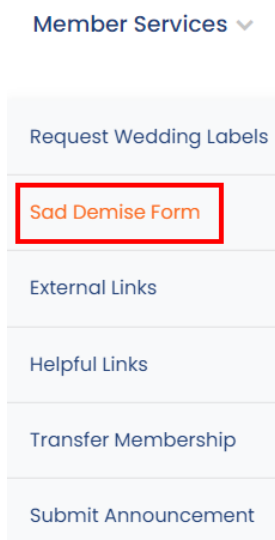 Member Services
Request Wedding Labels
Sad Demise Form
External Links
Helpful Links
Transfer Membership
Submit Announcement